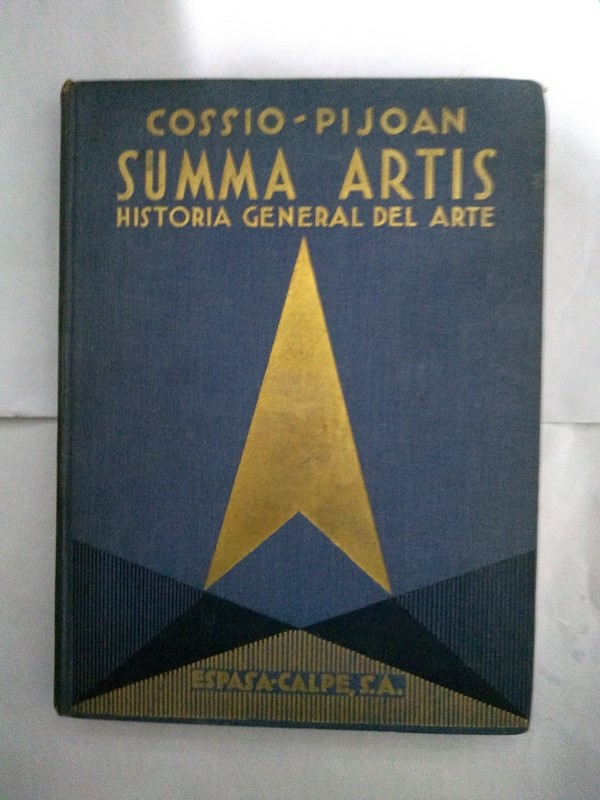 COSSIO-PIJOAN
SUMMA ARTIS
HISTORIA GENERAL DEL ARTE
ESPASA-CALPE, S.A.